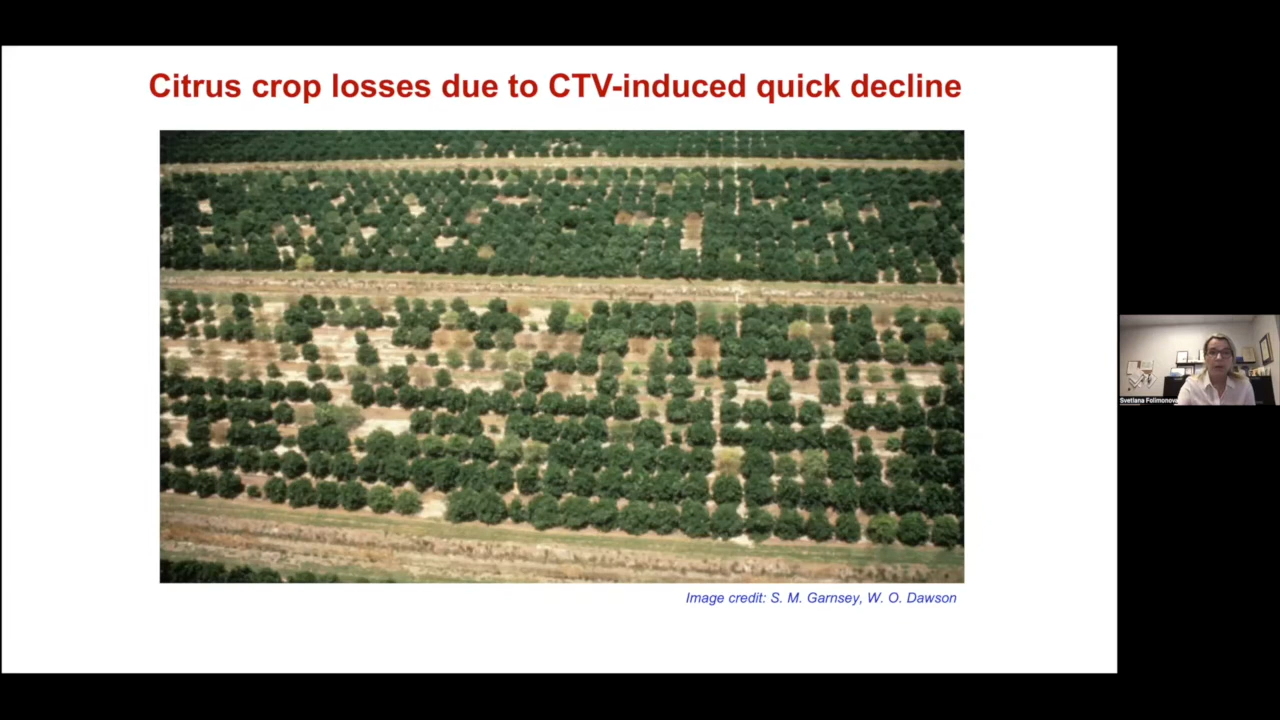 Citrus crop losses due to CTV-induced quick decline
Image credit: S. M. Garnsey, W. O. Dawson
Svetlana Folimonova